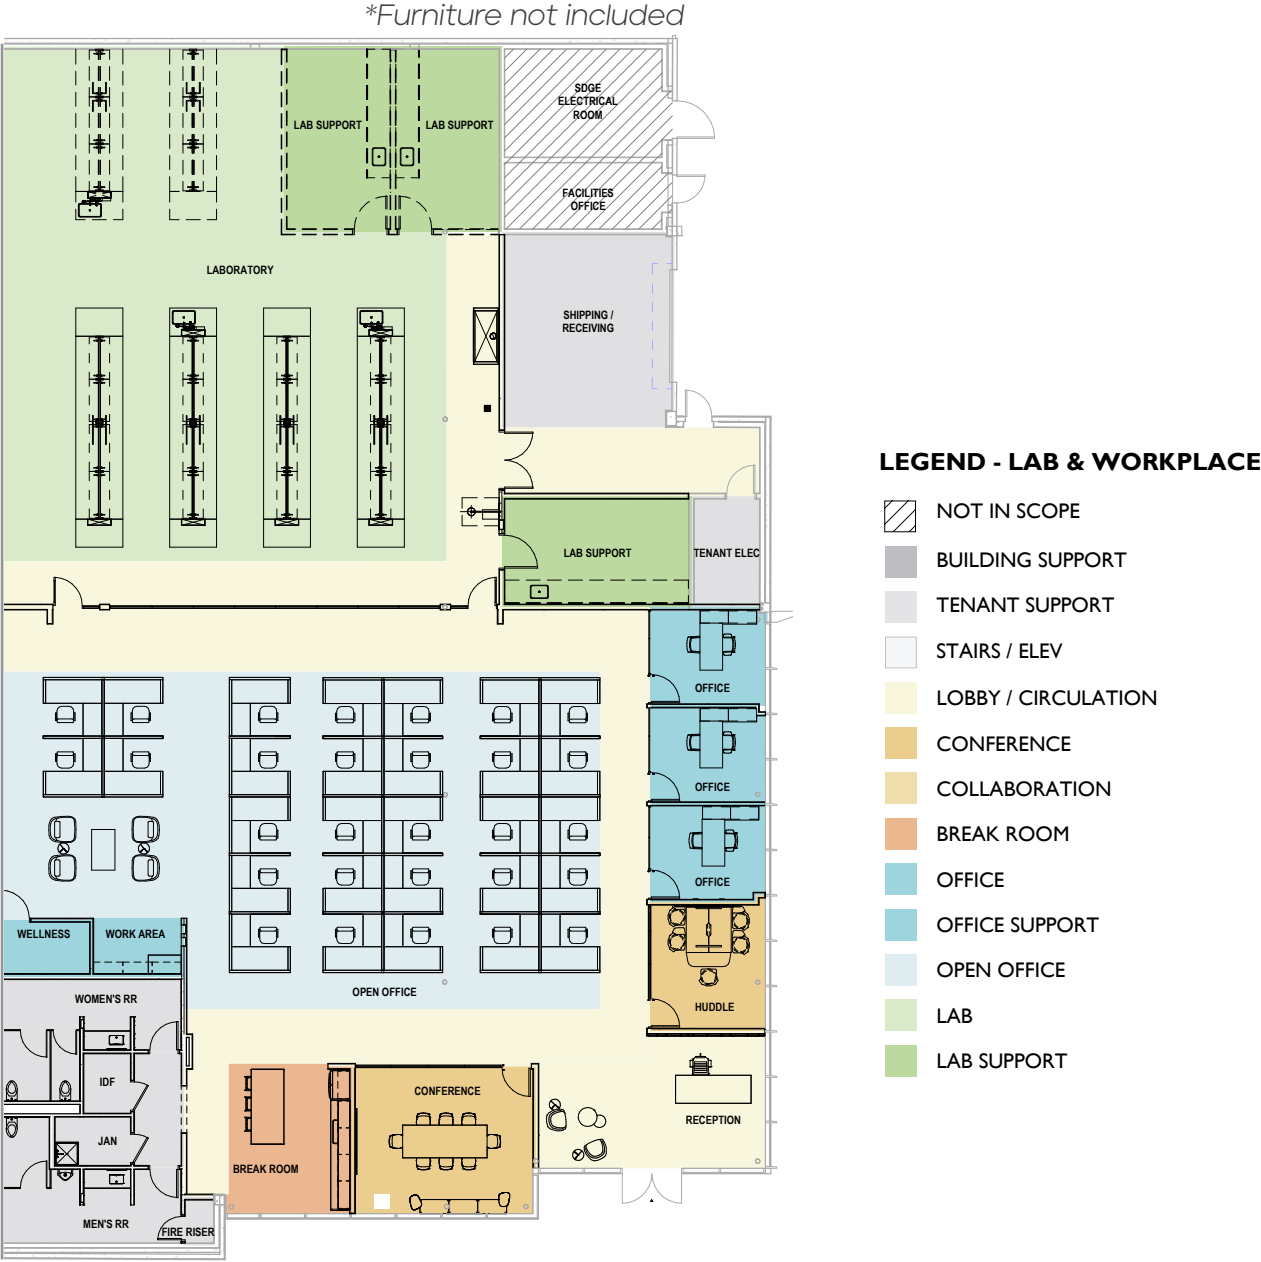 *Furniture not included
SDGE
ELECTRICAL
ROOM
LAB SUPPORT
LAB SUPPORT
FACILITIES
OFFICE
LABORATORY
SHIPPING /
RECEIVING
LAB SUPPORT
TENANT ELEC
OFFICE
OFFICE
OFFICE
WELLNESS
WORK AREA
OPEN OFFICE
WOMEN'S RR
HUDDLE
IDF
CONFERENCE
RECEPTION
JAN
BREAK ROOM
MEN'S RR
FIRE RISER
LEGEND - LAB & WORKPLACE
NOT IN SCOPE
BUILDING SUPPORT
TENANT SUPPORT
STAIRS / ELEV
LOBBY / CIRCULATION
CONFERENCE
COLLABORATION
BREAK ROOM
OFFICE
OFFICE SUPPORT
OPEN OFFICE
LAB
LAB SUPPORT